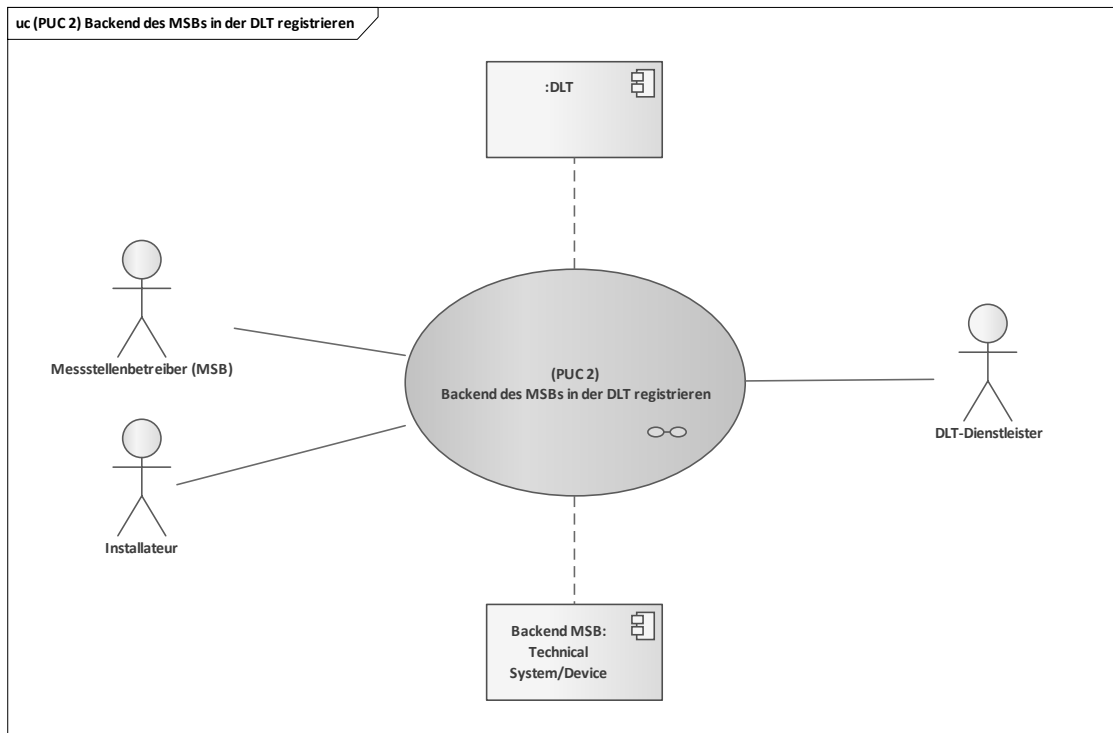 uc (PUC 2) Backend des MSBs in der DLT registrieren
:DLT
Messstellenbetreiber (MSB)
(PUC 2)
Backend des MSBs in der DLT registrieren
DLT-Dienstleister
Installateur
Backend MSB:
Technical
System/Device